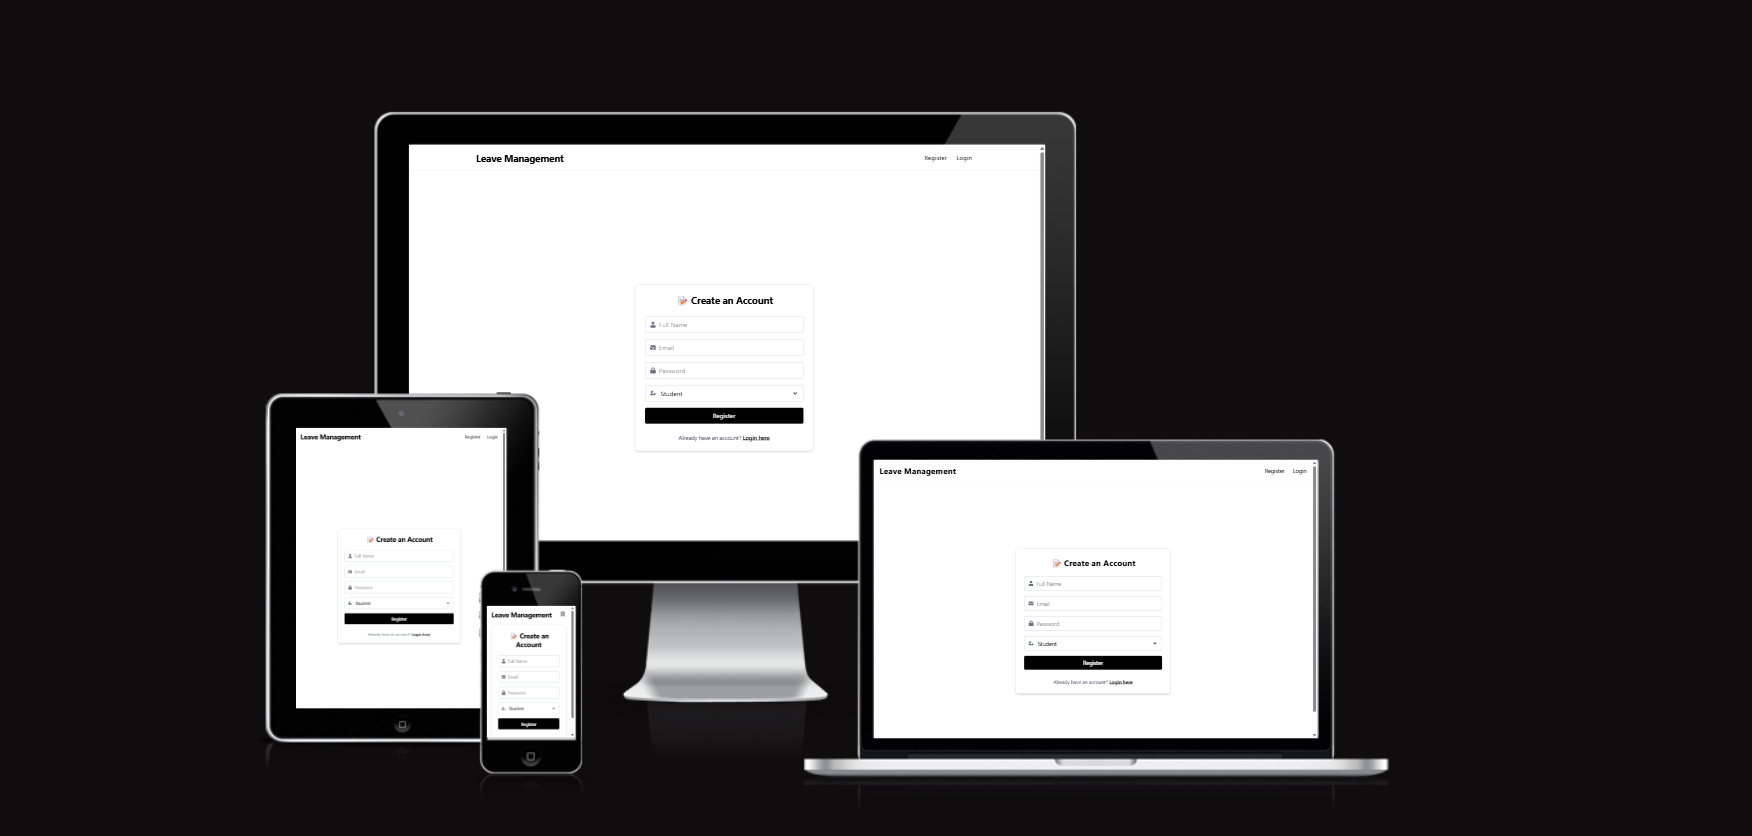 Leave Management
Register Login
Create an Account
Full Name
Email
Password
Student
Register
Already have an account? Login here
Leave Management
Register Login
Create an Account
Full Name
Email
Password
Student
Register
Already have an account? Login here
Leave Management
Create an
Account
Full Name
Email
Password
Student
Register
Leave Management
Register Login
Create an Account
Full Name
Email
Password
Student
Register
Already have an account? Login here